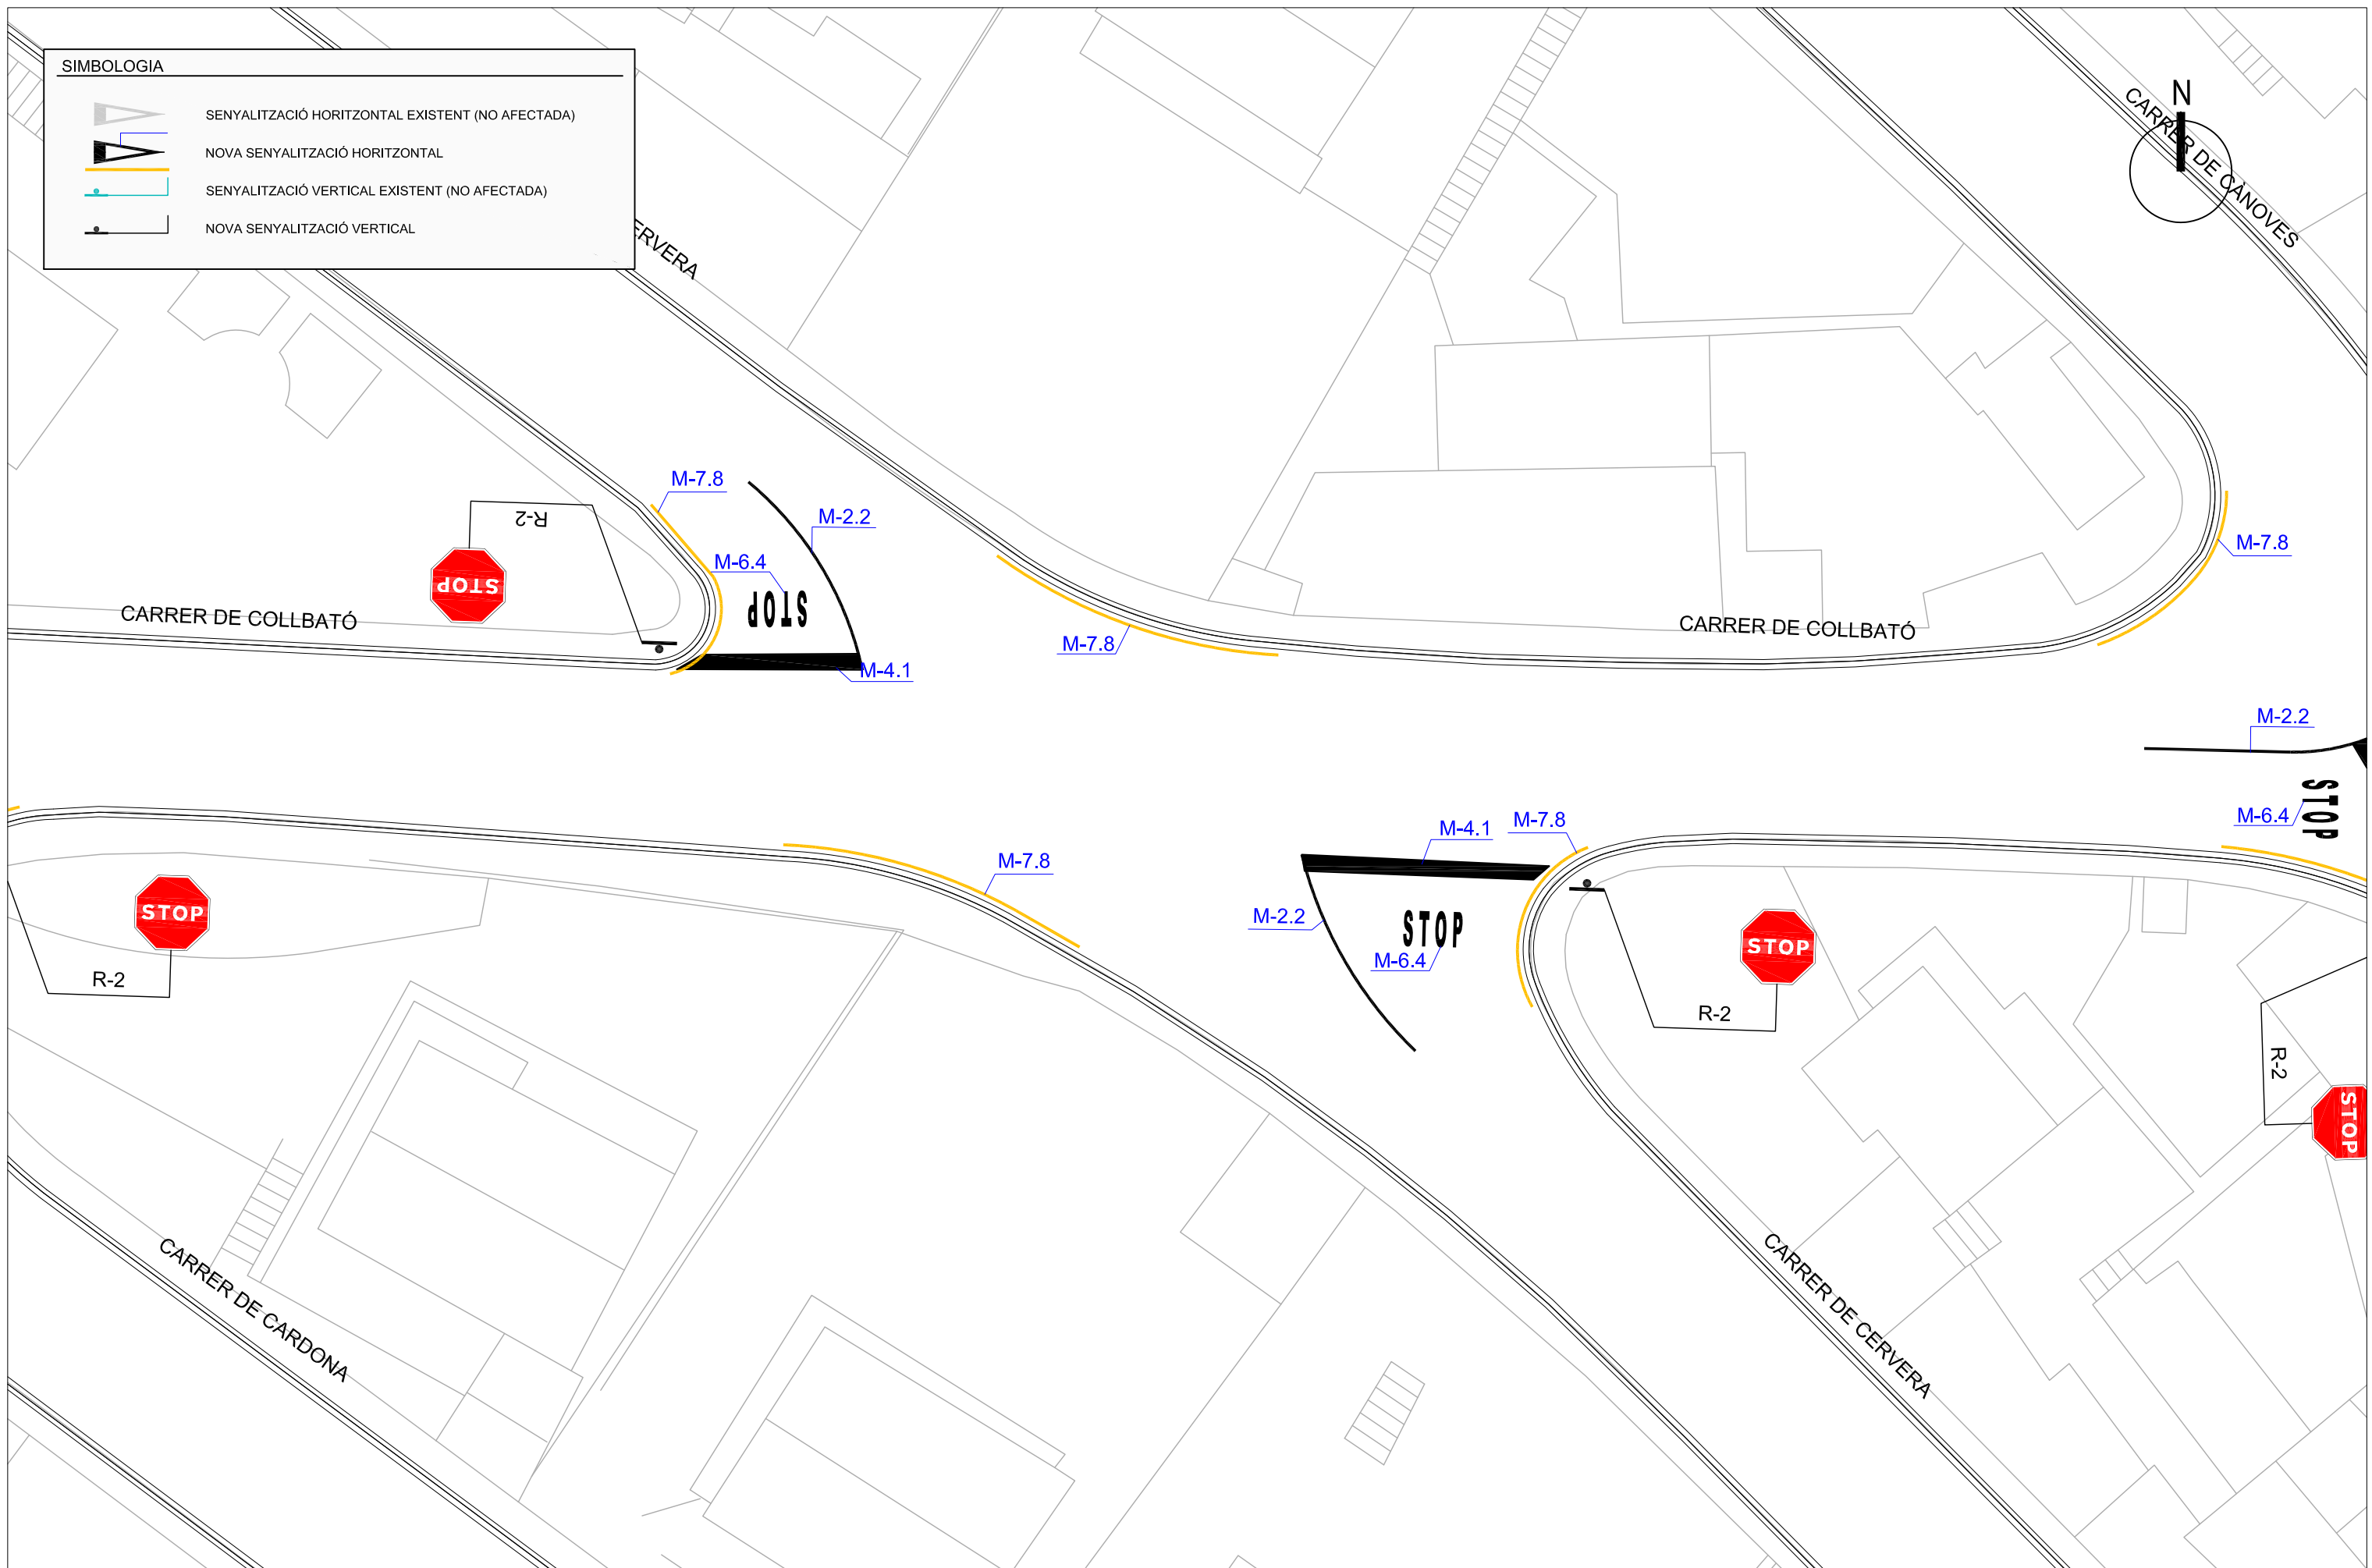 SIMBOLOGIA
SENYALITZACIÓ HORITZONTAL EXISTENT (NO AFECTADA)
NOVA SENYALITZACIÓ HORITZONTAL
SENYALITZACIÓ VERTICAL EXISTENT (NO AFECTADA)
NOVA SENYALITZACIÓ VERTICAL
N
CARRER DE CÀNOVES
ERVERA
M-7.8
R-2
M-2.2
M-7.8
M-6.4
STOP
STOP
CARRER DE COLLBATÓ
M-7.8
CARRER DE COLLBATÓ
M-4.1
M-2.2
STOP
M-6.4
M-4.1
M-7.8
M-7.8
STOP
M-2.2
STOP
M-6.4
STOP
R-2
R-2
R-2
STOP
CARRER DE CARDONA
CARRER DE CERVERA